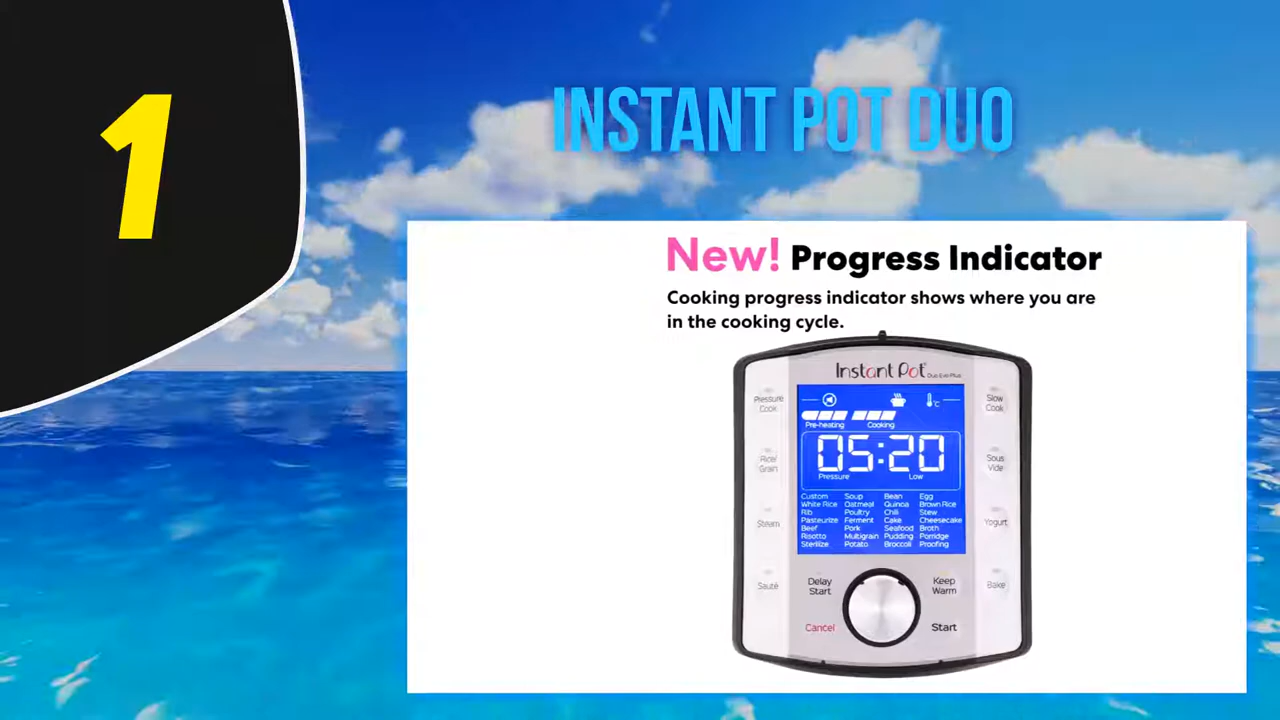 1
INSTANT POT DUO
New! Progress Indicator
Cooking progress indicator shows where you are
in the cooking cycle.
Instant Pot Duo Evo Plus
Pressure Cook
Rice/ Grain
Steam
Sauté
°C
Pre-heating Cooking
05:20
Pressure Low
Custom Soup Bean Egg
White Rice Oatmeal Quinoa Brown Rice
Rib Poultry Chili Stew
Pasteurize Ferment Cake Cheesecake
Beef Pork Seafood Broth
Risotto Multigrain Pudding Porridge
Sterilize Potato Broccoli Proofing
Slow Cook
Sous Vide
Yogurt
Bake
Delay Start
Keep Warm
Cancel
Start